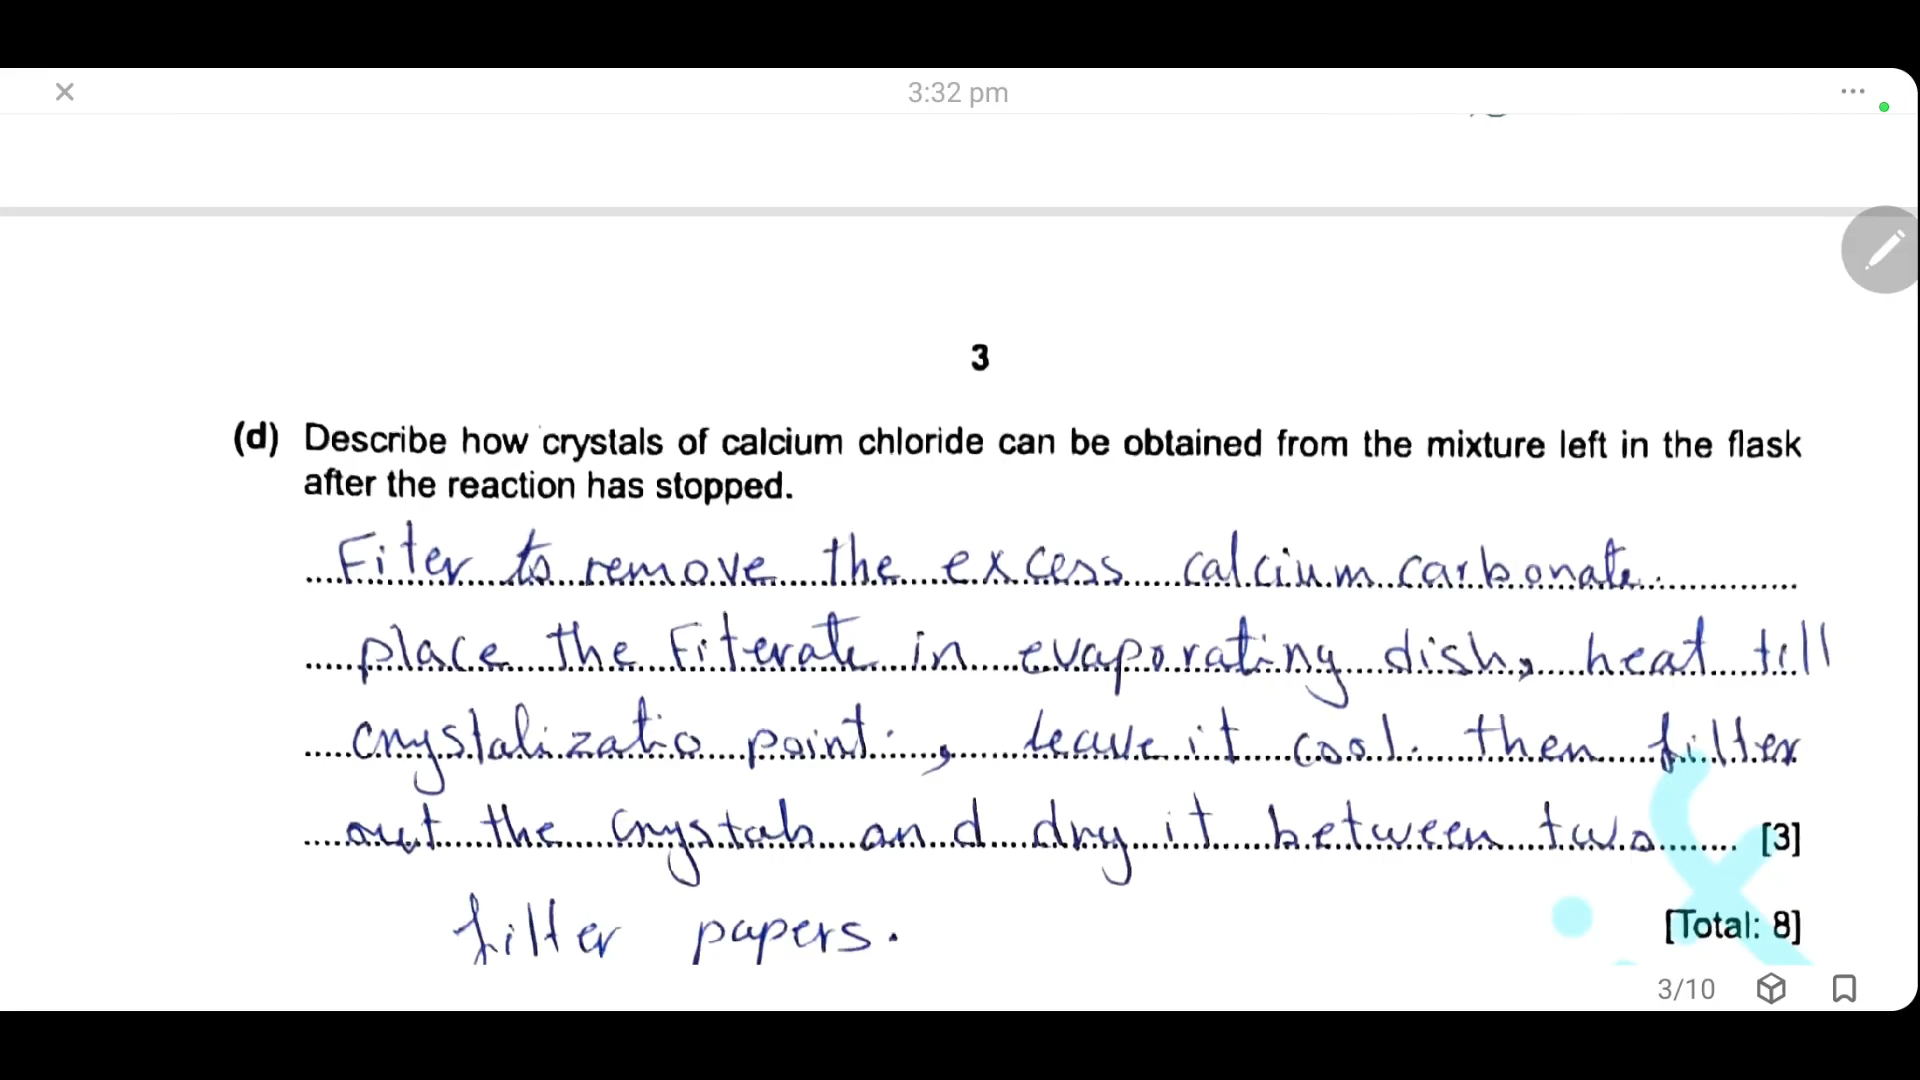 3:32 pm
3
(d) Describe how crystals of calcium chloride can be obtained from the mixture left in the flask
after the reaction has stopped.
Fiter to remove the excess calcium carbonate.
place the Fiterate in evaporating dish, heat till
crystalizatio point. , leave it cool. then filter
out the crystals and dry it between two [3]
filter papers.
[Total: 8]
3/10